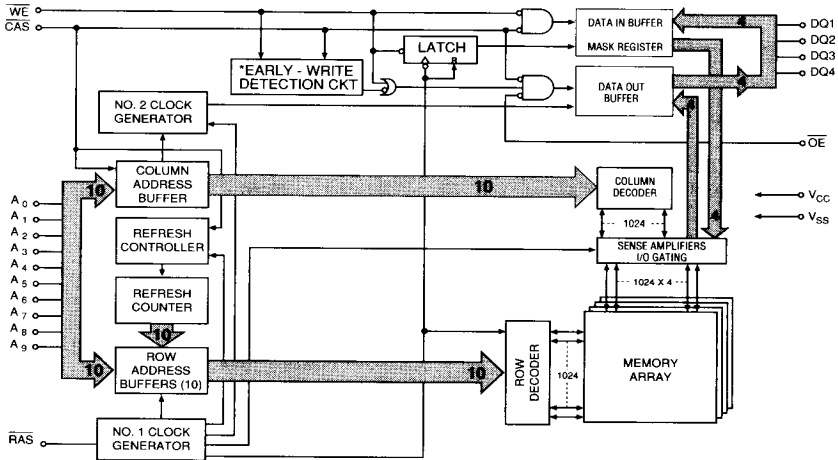 WE
CAS
*EARLY - WRITE
DETECTION CKT
LATCH
R
DATA IN BUFFER
MASK REGISTER
DATA OUT
BUFFER
4
4
4
4
DQ1
DQ2
DQ3
DQ4
OE
NO. 2 CLOCK
GENERATOR
COLUMN
ADDRESS
BUFFER
10
10
COLUMN
DECODER
1024
SENSE AMPLIFIERS
I/O GATING
1024 X 4
VCC
VSS
A0
A1
A2
A3
A4
A5
A6
A7
A8
A9
REFRESH
CONTROLLER
REFRESH
COUNTER
10
10
ROW
ADDRESS
BUFFERS (10)
10
ROW
DECODER
1024
MEMORY
ARRAY
RAS
NO. 1 CLOCK
GENERATOR